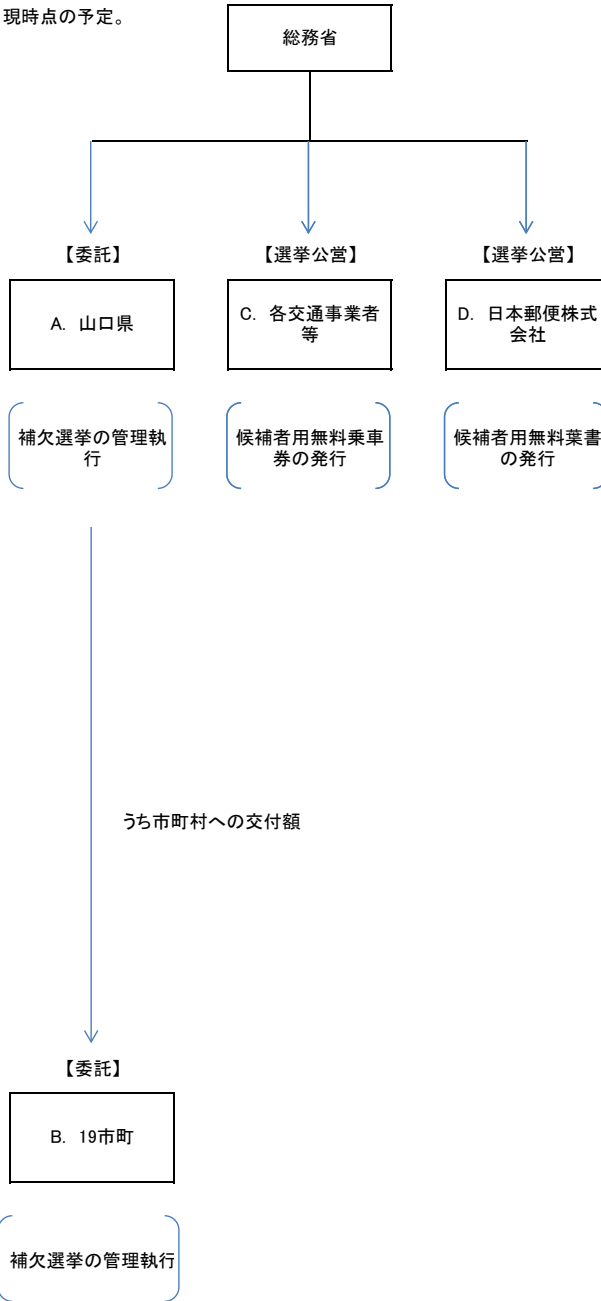 現時点の予定。
総務省
【委託】
【選挙公営】
【選挙公営】
A. 山口県
C. 各交通事業者
等
D. 日本郵便株式
会社
補欠選挙の管理執
行
候補者用無料乗車
券の発行
候補者用無料葉書
の発行
うち市町村への交付額
【委託】
B. 19市町
補欠選挙の管理執行